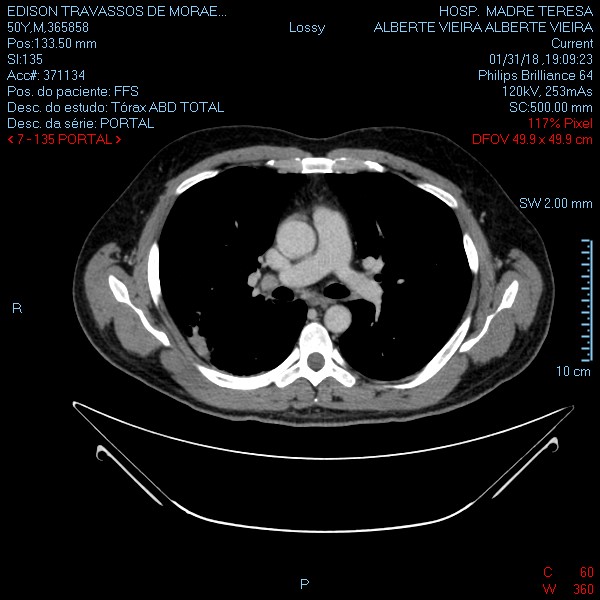 EDISON TRAVASSOS DE MORAE...
50Y,M,365858
Pos:133.50 mm
SI:135
Acc#: 371134
Pos. do paciente: FFS
Desc. do estudo: Tórax ABD TOTAL
Desc. da série: PORTAL
< 7 - 135 PORTAL >
Lossy
HOSP. MADRE TERESA
ALBERTE VIEIRA ALBERTE VIEIRA
Current
01/31/18 ,19:09:23
Philips Brilliance 64
120kV, 253mAs
SC:500.00 mm
117% Pixel
DFOV 49.9 x 49.9 cm
SW 2.00 mm
R
10 cm
P
C 60
W 360